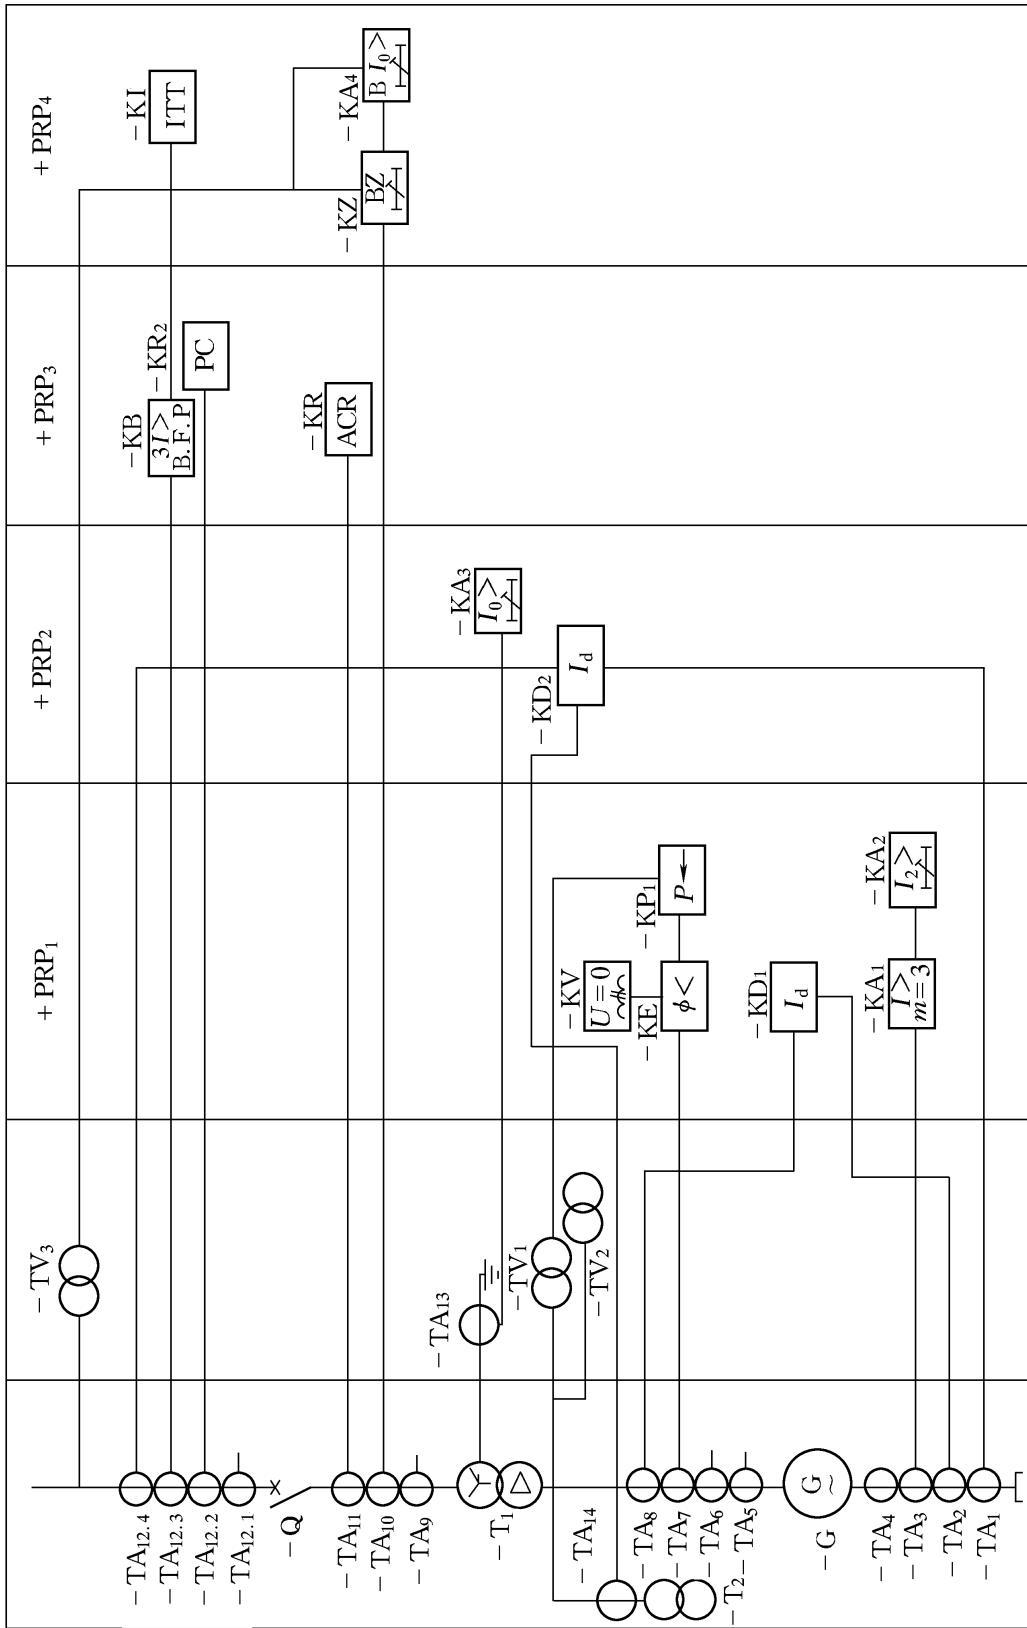 + PRP₁
+ PRP₂
+ PRP₃
+ PRP₄
– TV₃
– KI
ITT
– KA₄
B I₀ >
– KZ
BZ
– KR₂
PC
– KB
3I >
B. F. P
– KR
ACR
– KA₃
I₀ >
– KD₂
I_d
– TA₁₃
– TV₁
– TV₂
– KV
U = 0
– KE
ϕ <
– KP₁
P ←
– KD₁
I_d
– KA₁
I >
m = 3
– KA₂
I₂ >
– TA₁₂.₄
– TA₁₂.₃
– TA₁₂.₂
– TA₁₂.₁
– Q
– TA₁₁
– TA₁₀
– TA₉
– T₁
– TA₁₄
– T₂
– TA₈
– TA₇
– TA₆
– TA₅
G
~
– G
– TA₄
– TA₃
– TA₂
– TA₁